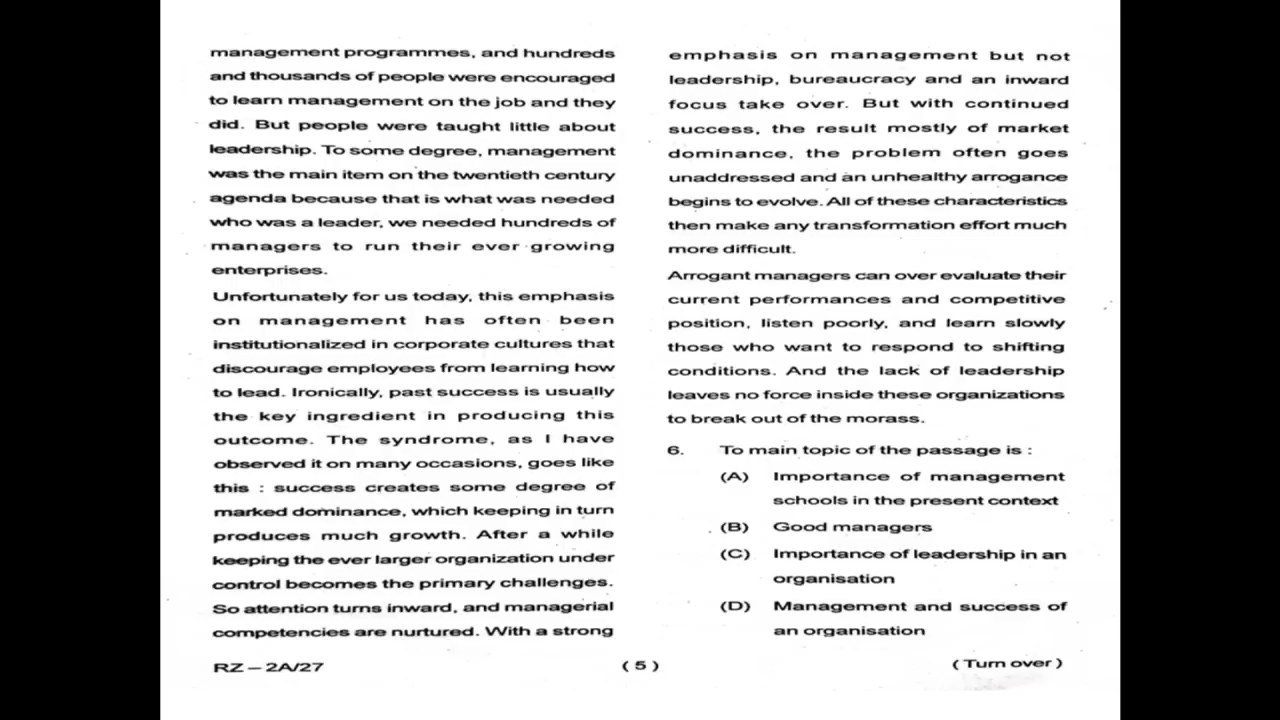 management programmes, and hundreds
and thousands of people were encouraged
to learn management on the job and they
did. But people were taught little about
leadership. To some degree, management
was the main item on the twentieth century
agenda because that is what was needed
who was a leader, we needed hundreds of
managers to run their ever growing
enterprises.
Unfortunately for us today, this emphasis
on management has often been
institutionalized in corporate cultures that
discourage employees from learning how
to lead. Ironically, past success is usually
the key ingredient in producing this
outcome. The syndrome, as I have
observed it on many occasions, goes like
this : success creates some degree of
marked dominance, which keeping in turn
produces much growth. After a while
keeping the ever larger organization under
control becomes the primary challenges.
So attention turns inward, and managerial
competencies are nurtured. With a strong
emphasis on management but not
leadership, bureaucracy and an inward
focus take over. But with continued
success, the result mostly of market
dominance, the problem often goes
unaddressed and an unhealthy arrogance
begins to evolve. All of these characteristics
then make any transformation effort much
more difficult.
Arrogant managers can over evaluate their
current performances and competitive
position, listen poorly, and learn slowly
those who want to respond to shifting
conditions. And the lack of leadership
leaves no force inside these organizations
to break out of the morass.
6. To main topic of the passage is :
(A) Importance of management
schools in the present context
(B) Good managers
(C) Importance of leadership in an
organisation
(D) Management and success of
an organisation
RZ – 2A/27 ( 5 ) ( Turn over )